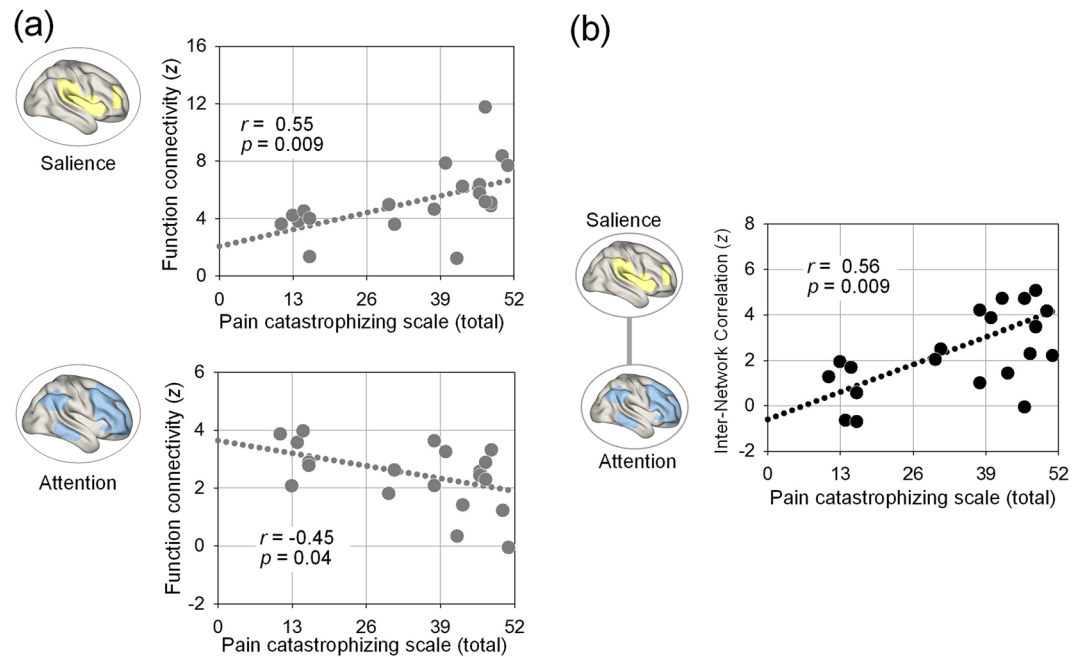 (a)
Salience
Function connectivity (z)
16
12
8
4
0
r = 0.55
p = 0.009
0 13 26 39 52
Pain catastrophizing scale (total)
Attention
Function connectivity (z)
6
4
2
0
-2
r = -0.45
p = 0.04
0 13 26 39 52
Pain catastrophizing scale (total)
(b)
Salience
Attention
Inter-Network Correlation (z)
8
6
4
2
0
-2
r = 0.56
p = 0.009
0 13 26 39 52
Pain catastrophizing scale (total)